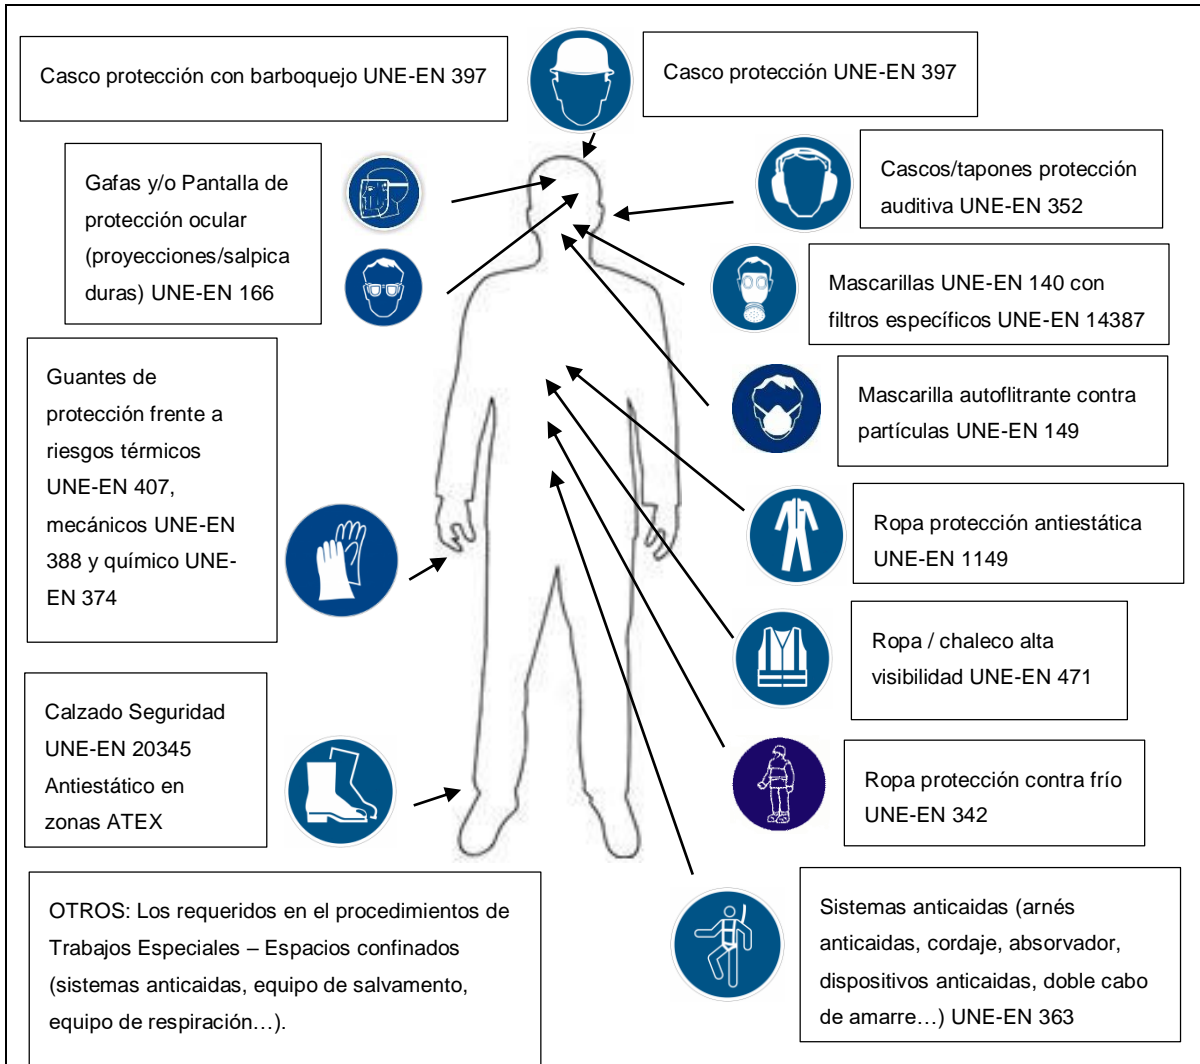 Casco protección con barboquejo UNE-EN 397
Casco protección UNE-EN 397
Gafas y/o Pantalla de
protección ocular
(proyecciones/salpica
duras) UNE-EN 166
Cascos/tapones protección
auditiva UNE-EN 352
Mascarillas UNE-EN 140 con
filtros específicos UNE-EN 14387
Guantes de
protección frente a
riesgos térmicos
UNE-EN 407,
mecánicos UNE-EN
388 y químico UNE-
EN 374
Mascarilla autoflitrante contra
partículas UNE-EN 149
Ropa protección antiestática
UNE-EN 1149
Ropa / chaleco alta
visibilidad UNE-EN 471
Calzado Seguridad
UNE-EN 20345
Antiestático en
zonas ATEX
Ropa protección contra frío
UNE-EN 342
OTROS: Los requeridos en el procedimientos de
Trabajos Especiales – Espacios confinados
(sistemas anticaidas, equipo de salvamento,
equipo de respiración…).
Sistemas anticaidas (arnés
anticaidas, cordaje, absorvador,
dispositivos anticaidas, doble cabo
de amarre…) UNE-EN 363